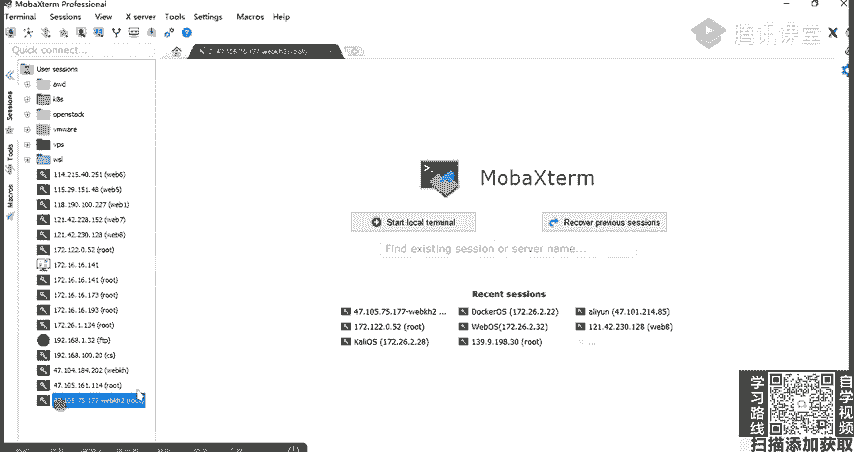 MobaXterm Professional
Terminal Sessions View X server Tools Settings Macros Help
Quick connect...
腾讯课堂
Sessions
Tools
Macros
User sessions
awd
k8s
openstack
vmware
vps
wsl
114.215.40.251 (web6)
115.29.151.48 (web5)
118.190.100.227 (web1)
121.42.228.152 (web7)
121.42.230.128 (web8)
172.122.0.52 (root)
172.16.16.141
172.16.16.141 (root)
172.16.16.173 (root)
172.16.16.193 (root)
172.26.1.134 (root)
192.168.1.32 (ftp)
192.168.100.20 (cs)
47.104.184.202 (webkh)
47.105.161.114 (root)
47.105.75.177-webkh2 (root)
MobaXterm
Start local terminal
Recover previous sessions
Find existing session or server name...
Recent sessions
47.105.75.177-webkh2 ...
DockerOS (172.26.2.22)
aliyun (47.101.214.85)
172.122.0.52 (root)
WebOS(172.26.2.32)
121.42.230.128 (web8)
KaliOS (172.26.2.28)
139.9.198.30 (root)
学习路线
自学视频
扫描添加获取